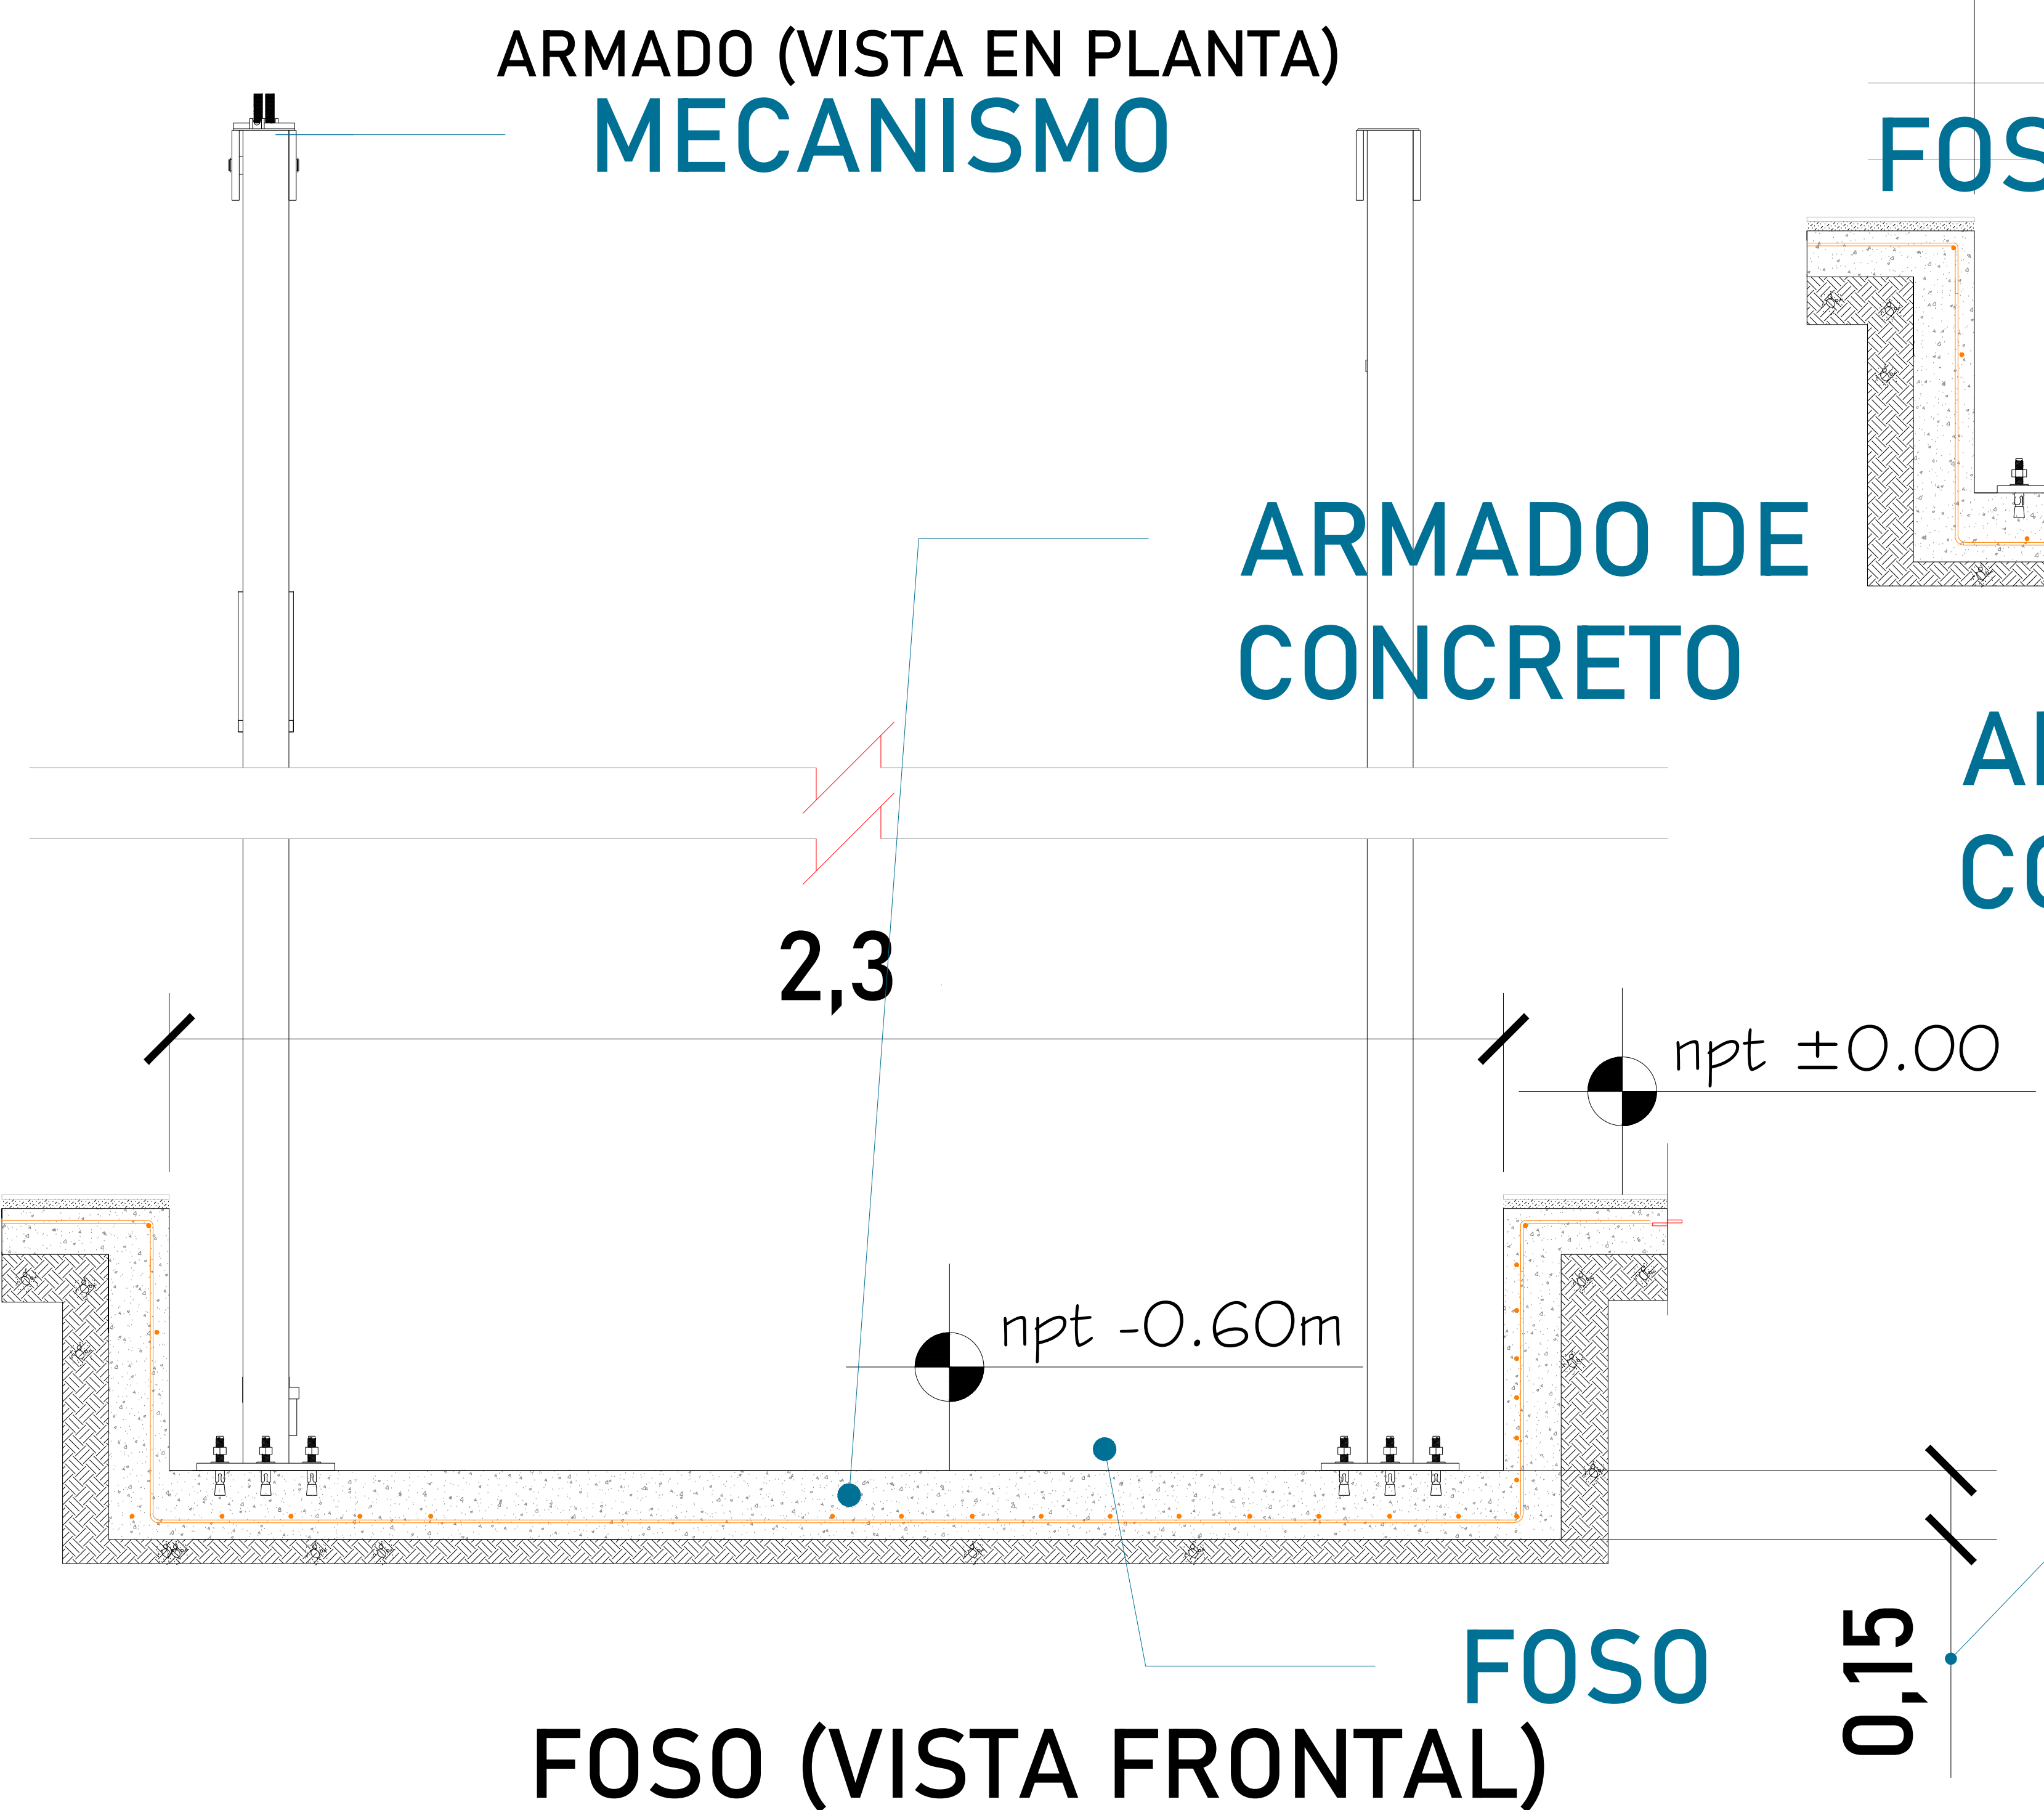 ARMADO (VISTA EN PLANTA)
MECANISMO
FOS
ARMADO DE
CONCRETO
2,3
npt ±0.00
npt -0.60m
FOSO
0,15
FOSO (VISTA FRONTAL)